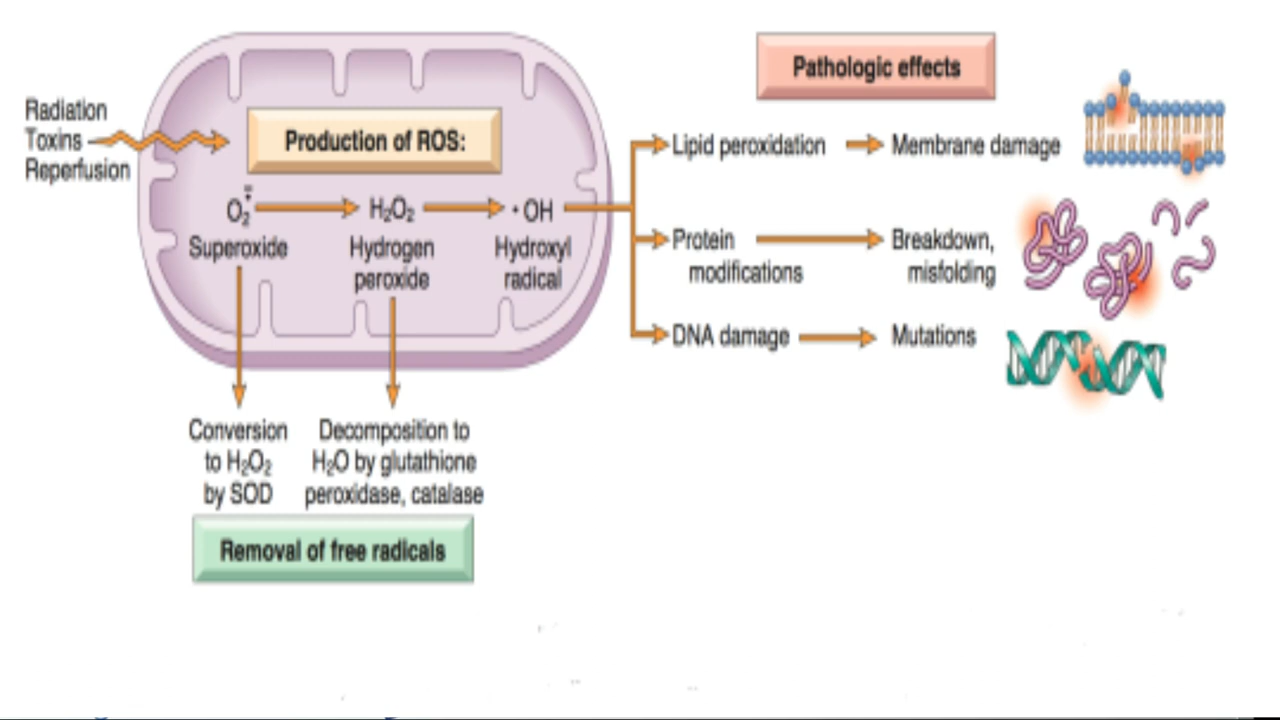 Radiation
Toxins
Reperfusion
Production of ROS:
O₂⨪ → H₂O₂ → • OH
Superoxide
Hydrogen
peroxide
Hydroxyl
radical
Conversion
to H₂O₂
by SOD
Decomposition to
H₂O by glutathione
peroxidase, catalase
Removal of free radicals
Pathologic effects
Lipid peroxidation → Membrane damage
Protein
modifications
Breakdown,
misfolding
DNA damage → Mutations